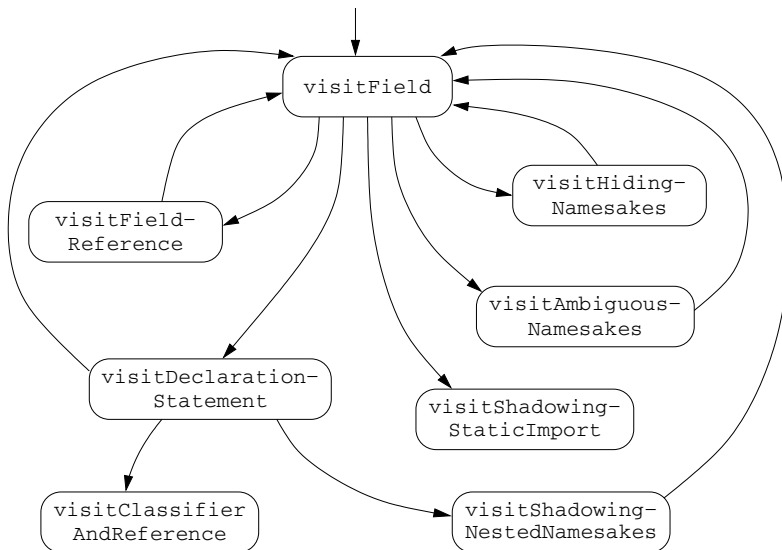 visitField
visitHiding-
Namesakes
visitField-
Reference
visitAmbiguous-
Namesakes
visitDeclaration-
Statement
visitShadowing-
StaticImport
visitClassifier
AndReference
visitShadowing-
NestedNamesakes